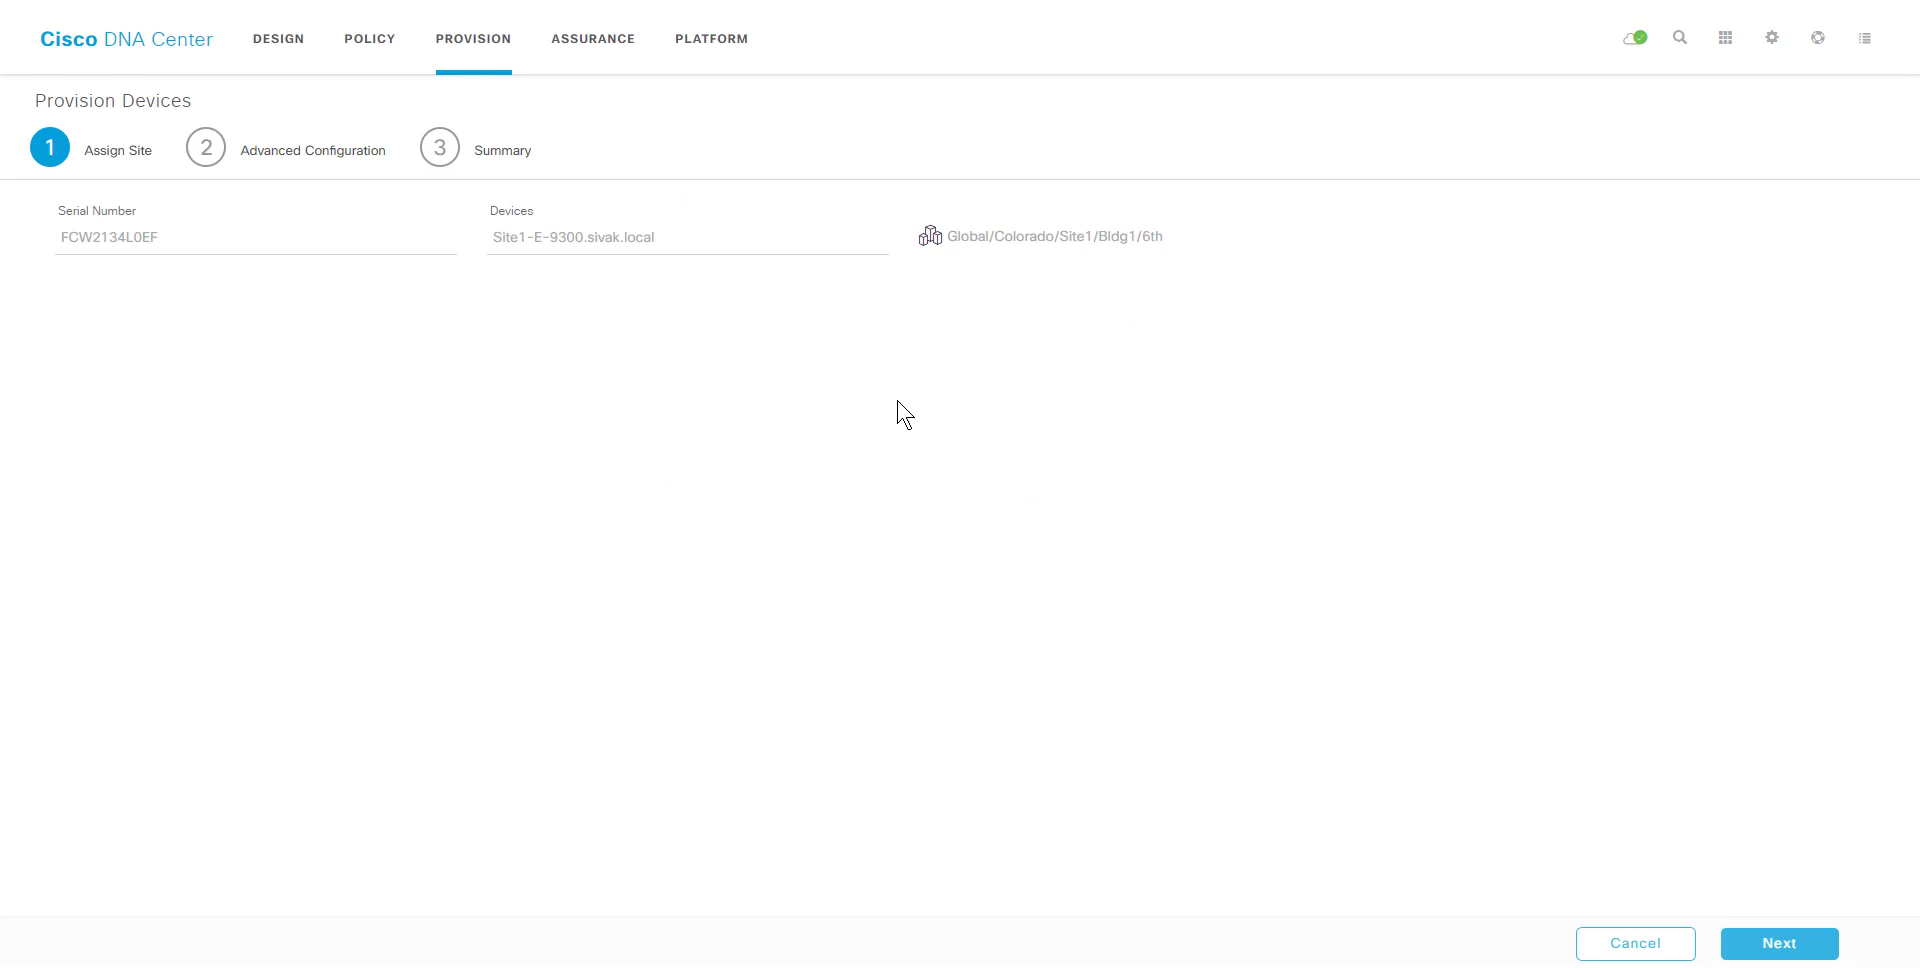 Cisco DNA Center DESIGN POLICY PROVISION ASSURANCE PLATFORM
Provision Devices
1 Assign Site 2 Advanced Configuration 3 Summary
Serial Number Devices
FCW2134L0EF Site1-E-9300.sivak.local Global/Colorado/Site1/Bldg1/6th
Cancel Next